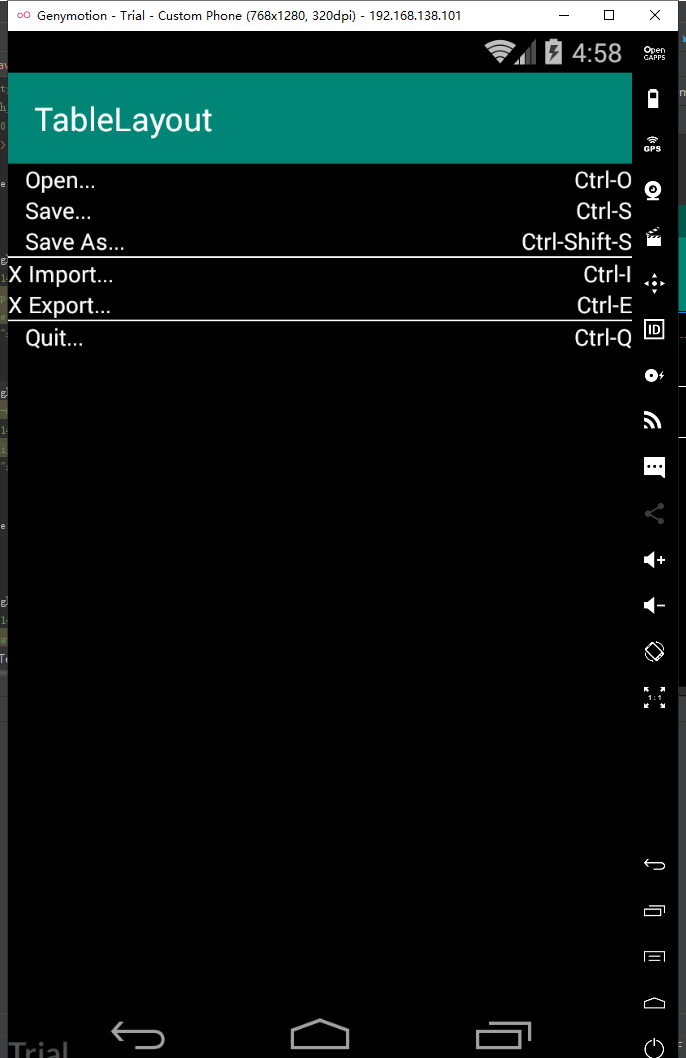 Genymotion - Trial - Custom Phone (768x1280, 320dpi) - 192.168.138.101
4:58
Open
GAPPS
TableLayout
GPS
Open... Ctrl-O
Save... Ctrl-S
Save As... Ctrl-Shift-S
X Import... Ctrl-I
X Export... Ctrl-E
ID
Quit... Ctrl-Q
1:1
Trial